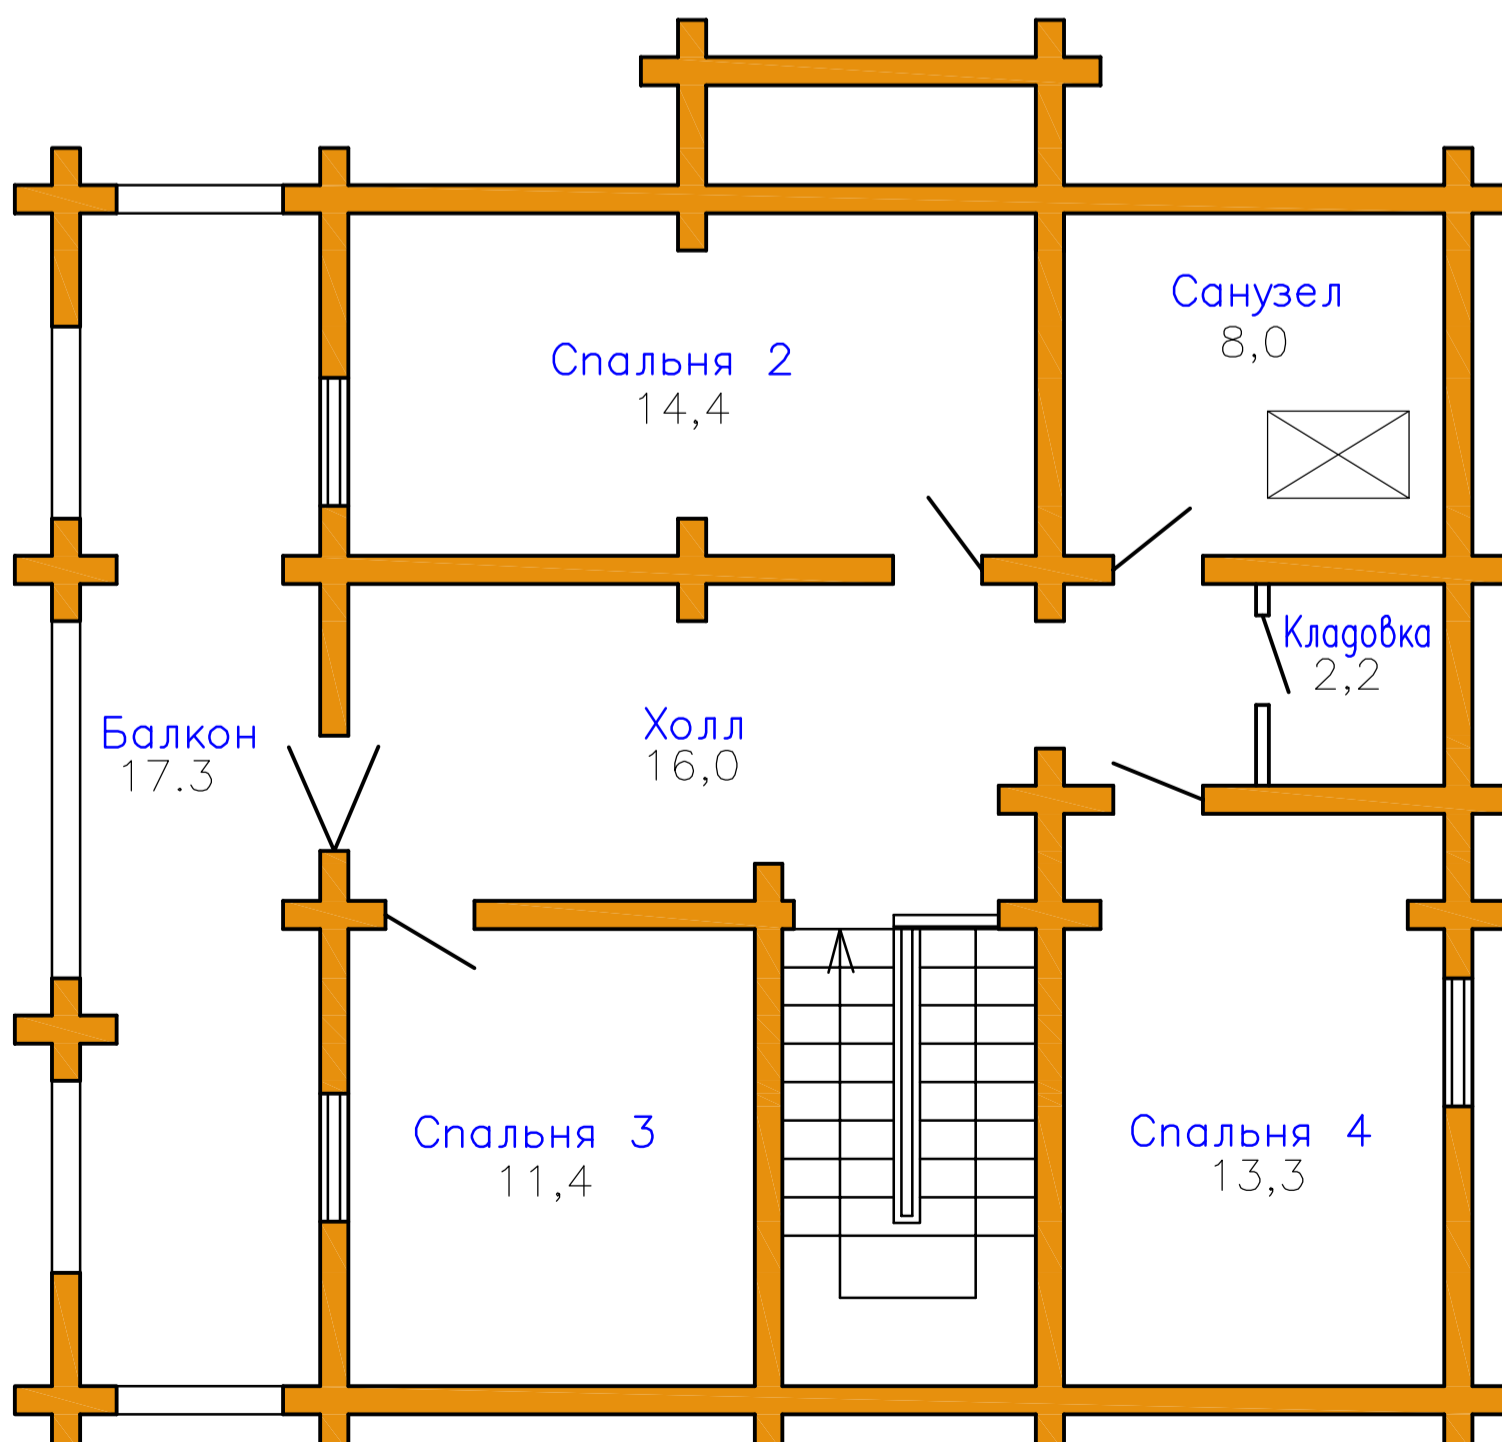 Санузел
8,0
Спальня 2
14,4
Кладовка
2,2
Балкон
17.3
Холл
16,0
Спальня 3
11,4
Спальня 4
13,3